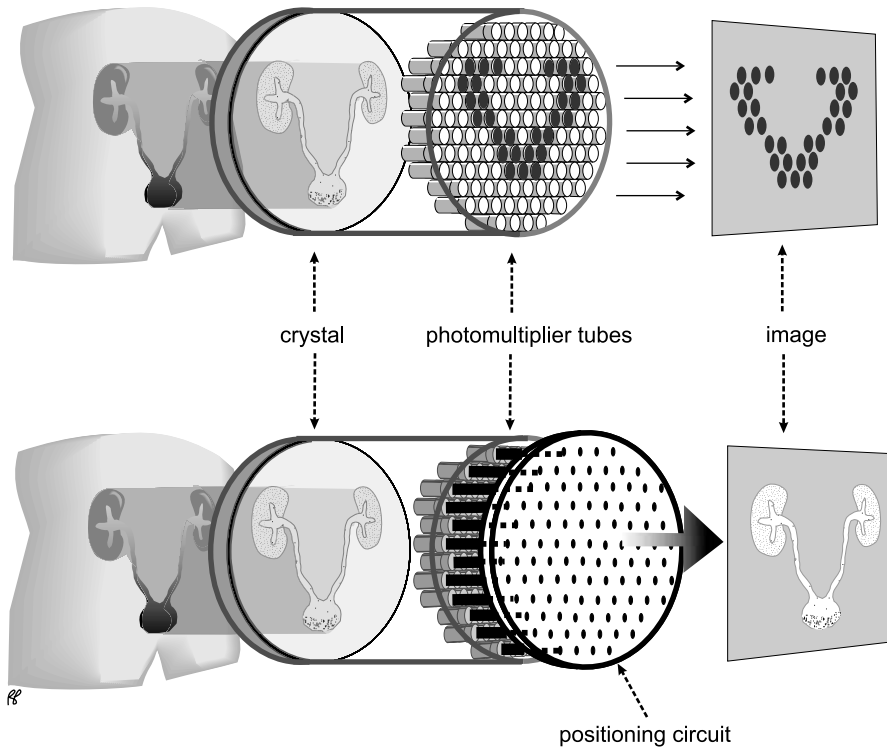 crystal
photomultiplier tubes
image
positioning circuit